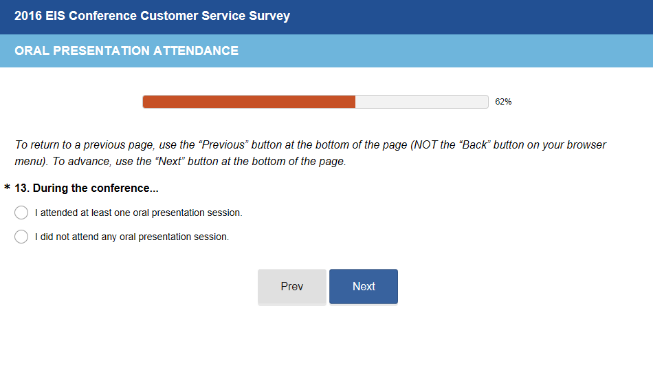 2016 EIS Conference Customer Service Survey
ORAL PRESENTATION ATTENDANCE
62%
To return to a previous page, use the “Previous” button at the bottom of the page (NOT the “Back” button on your browser
menu). To advance, use the “Next” button at the bottom of the page.
* 13. During the conference...
I attended at least one oral presentation session.
I did not attend any oral presentation session.
Prev Next